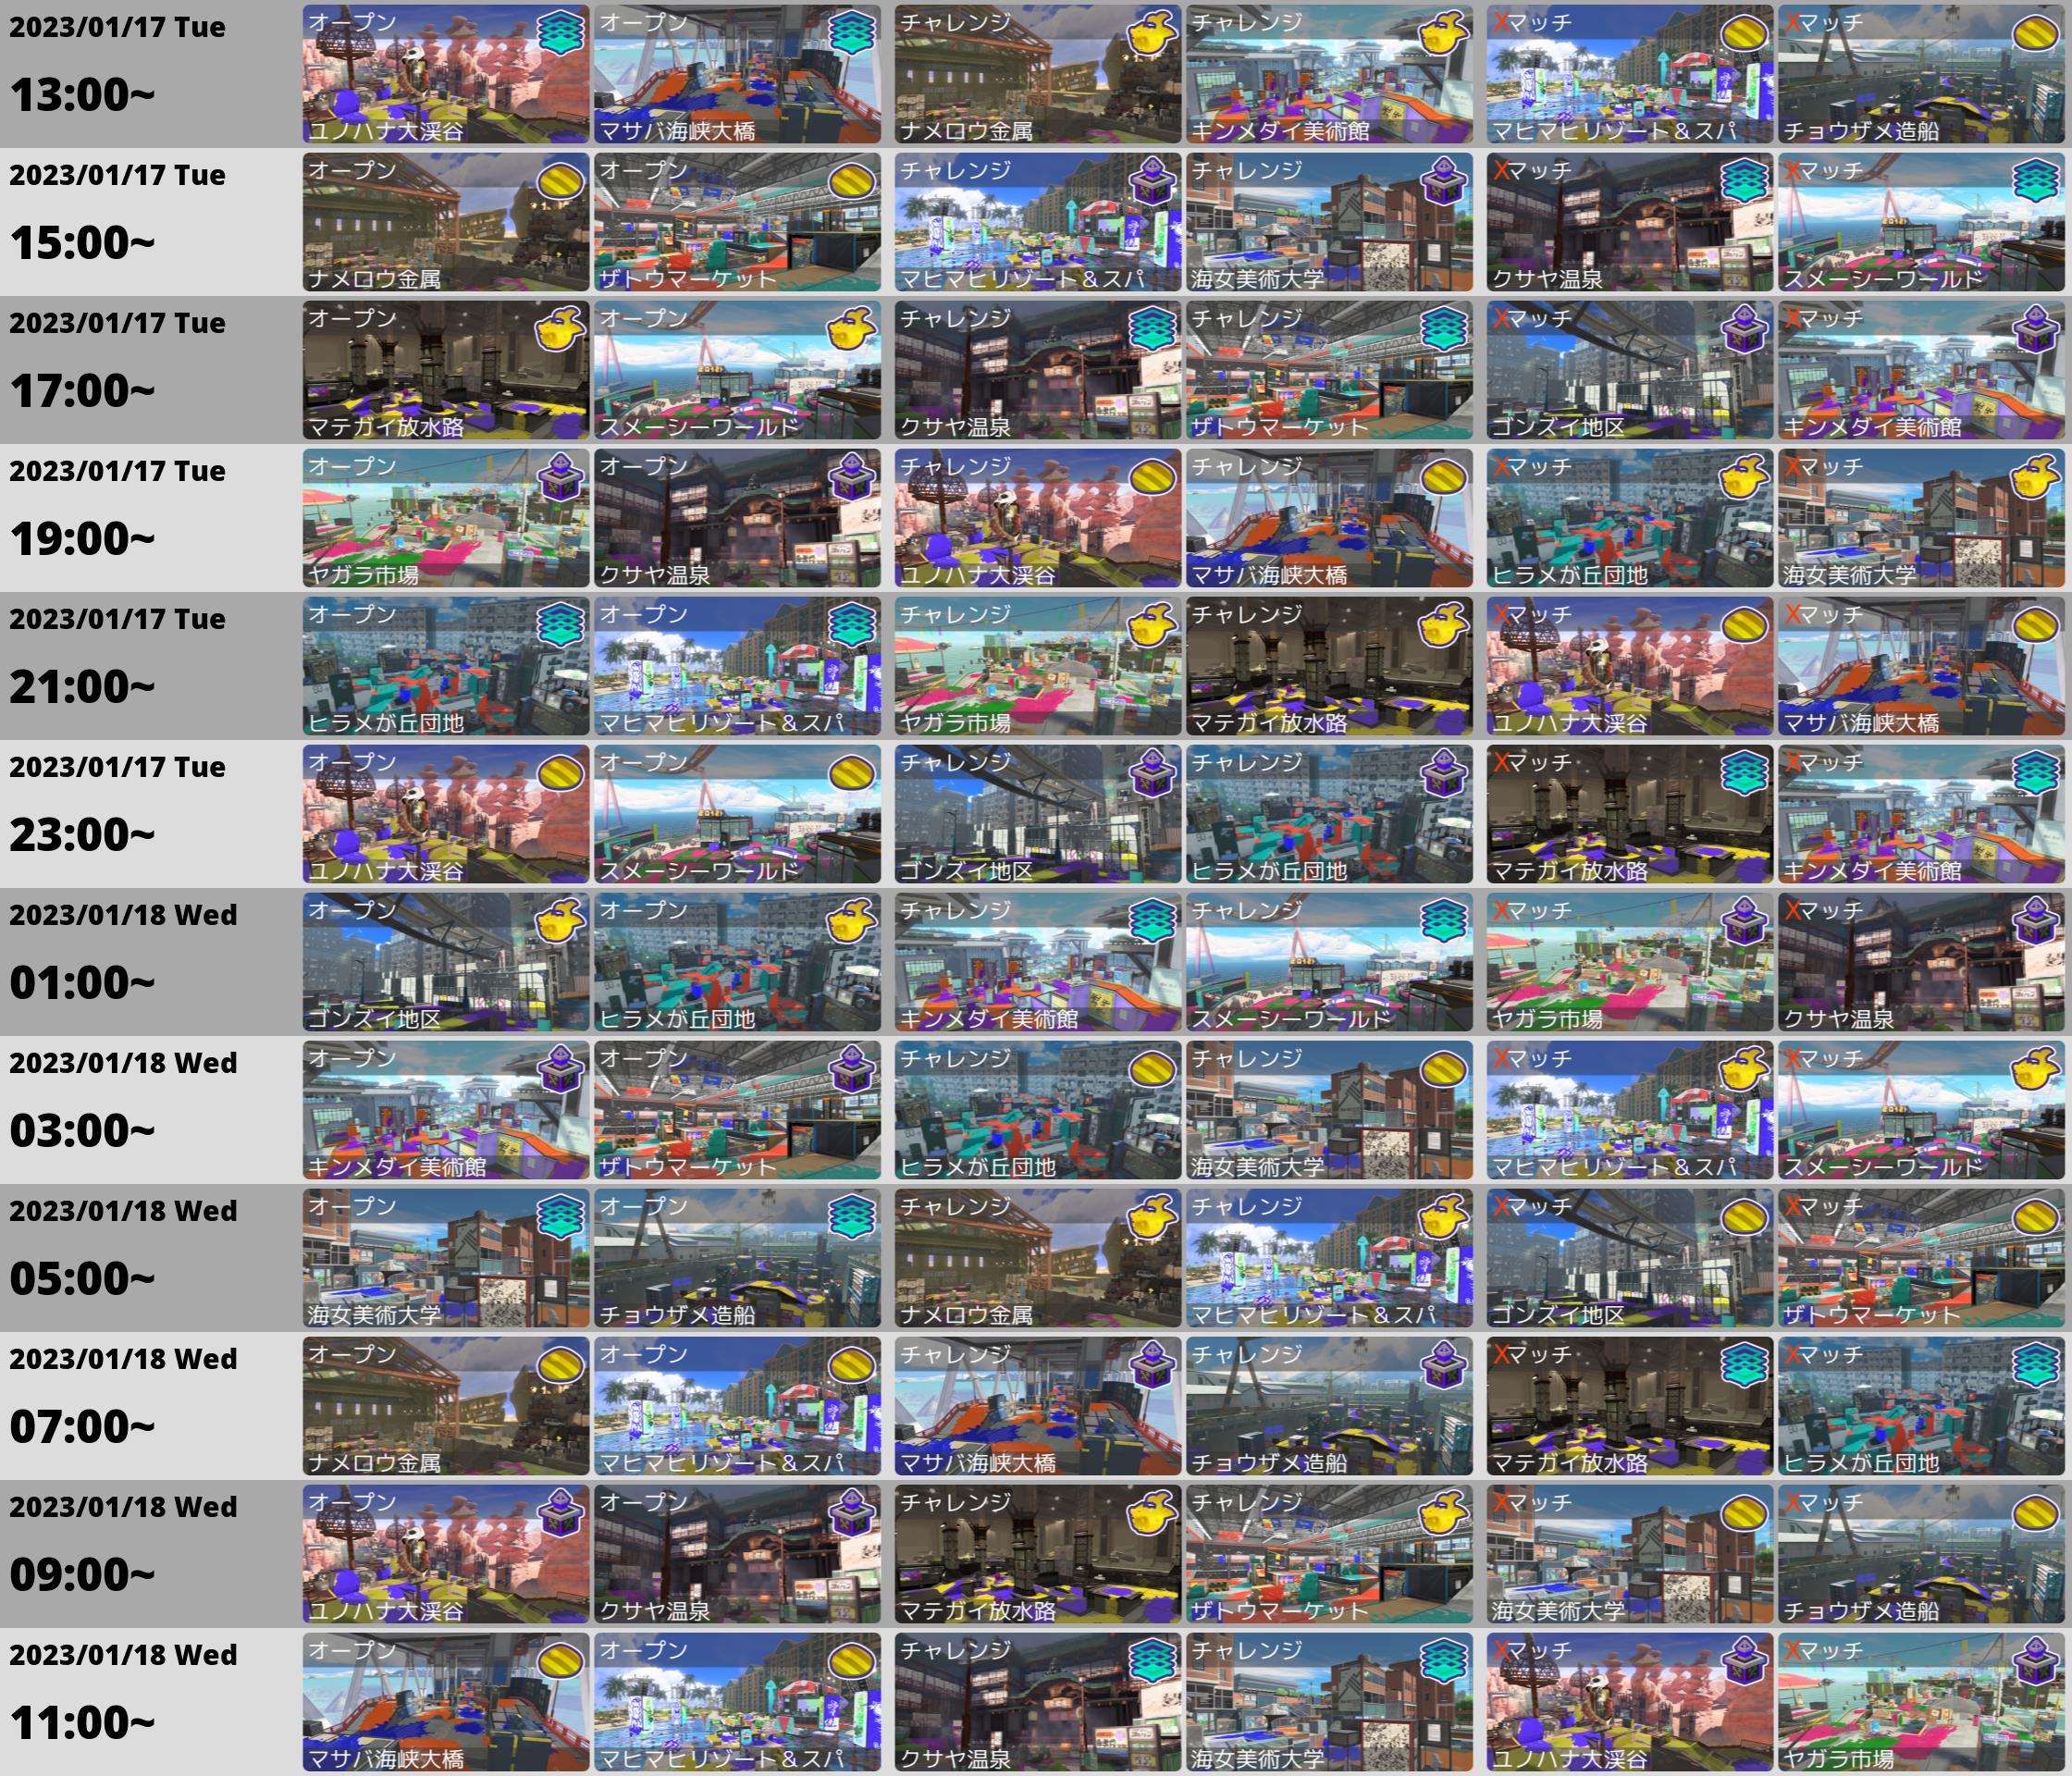 2023/01/17 Tue
13:00~
オープン オープン チャレンジ チャレンジ Xマッチ Xマッチ
ユノハナ大渓谷 マサバ海峡大橋 ナメロウ金属 キンメダイ美術館 マヒマヒリゾート＆スパ チョウザメ造船
2023/01/17 Tue
15:00~
オープン オープン チャレンジ チャレンジ Xマッチ Xマッチ
ナメロウ金属 ザトウマーケット マヒマヒリゾート＆スパ 海女美術大学 クサヤ温泉 スメーシーワールド
2023/01/17 Tue
17:00~
オープン オープン チャレンジ チャレンジ Xマッチ Xマッチ
マテガイ放水路 スメーシーワールド クサヤ温泉 ザトウマーケット ゴンズイ地区 キンメダイ美術館
2023/01/17 Tue
19:00~
オープン オープン チャレンジ チャレンジ Xマッチ Xマッチ
ヤガラ市場 クサヤ温泉 ユノハナ大渓谷 マサバ海峡大橋 ヒラメが丘団地 海女美術大学
2023/01/17 Tue
21:00~
オープン オープン チャレンジ チャレンジ Xマッチ Xマッチ
ヒラメが丘団地 マヒマヒリゾート＆スパ ヤガラ市場 マテガイ放水路 ユノハナ大渓谷 マサバ海峡大橋
2023/01/17 Tue
23:00~
オープン オープン チャレンジ チャレンジ Xマッチ Xマッチ
ユノハナ大渓谷 スメーシーワールド ゴンズイ地区 ヒラメが丘団地 マテガイ放水路 キンメダイ美術館
2023/01/18 Wed
01:00~
オープン オープン チャレンジ チャレンジ Xマッチ Xマッチ
ゴンズイ地区 ヒラメが丘団地 キンメダイ美術館 スメーシーワールド ヤガラ市場 クサヤ温泉
2023/01/18 Wed
03:00~
オープン オープン チャレンジ チャレンジ Xマッチ Xマッチ
キンメダイ美術館 ザトウマーケット ヒラメが丘団地 海女美術大学 マヒマヒリゾート＆スパ スメーシーワールド
2023/01/18 Wed
05:00~
オープン オープン チャレンジ チャレンジ Xマッチ Xマッチ
海女美術大学 チョウザメ造船 ナメロウ金属 マヒマヒリゾート＆スパ ゴンズイ地区 ザトウマーケット
2023/01/18 Wed
07:00~
オープン オープン チャレンジ チャレンジ Xマッチ Xマッチ
ナメロウ金属 マヒマヒリゾート＆スパ マサバ海峡大橋 チョウザメ造船 マテガイ放水路 ヒラメが丘団地
2023/01/18 Wed
09:00~
オープン オープン チャレンジ チャレンジ Xマッチ Xマッチ
ユノハナ大渓谷 クサヤ温泉 マテガイ放水路 ザトウマーケット 海女美術大学 チョウザメ造船
2023/01/18 Wed
11:00~
オープン オープン チャレンジ チャレンジ Xマッチ Xマッチ
マサバ海峡大橋 マヒマヒリゾート＆スパ クサヤ温泉 海女美術大学 ユノハナ大渓谷 ヤガラ市場